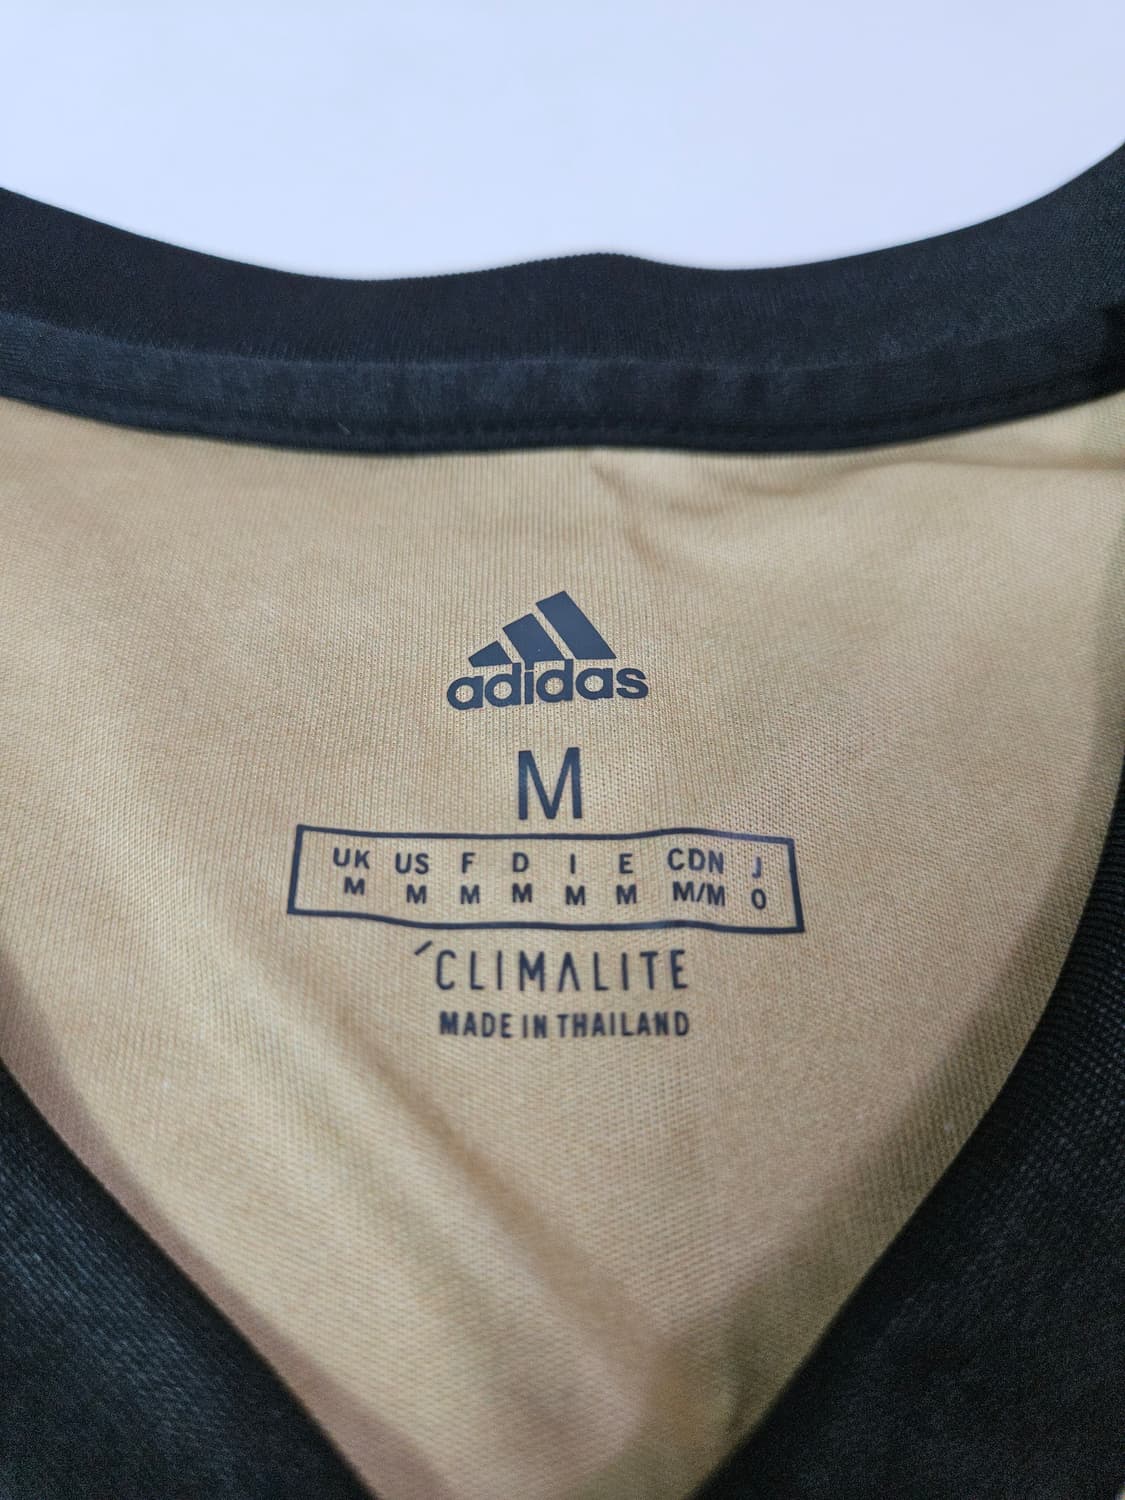 adidas
M
UK US F D I E CDN J
M M M M M M M/M O
´CLIMALITE
MADE IN THAILAND